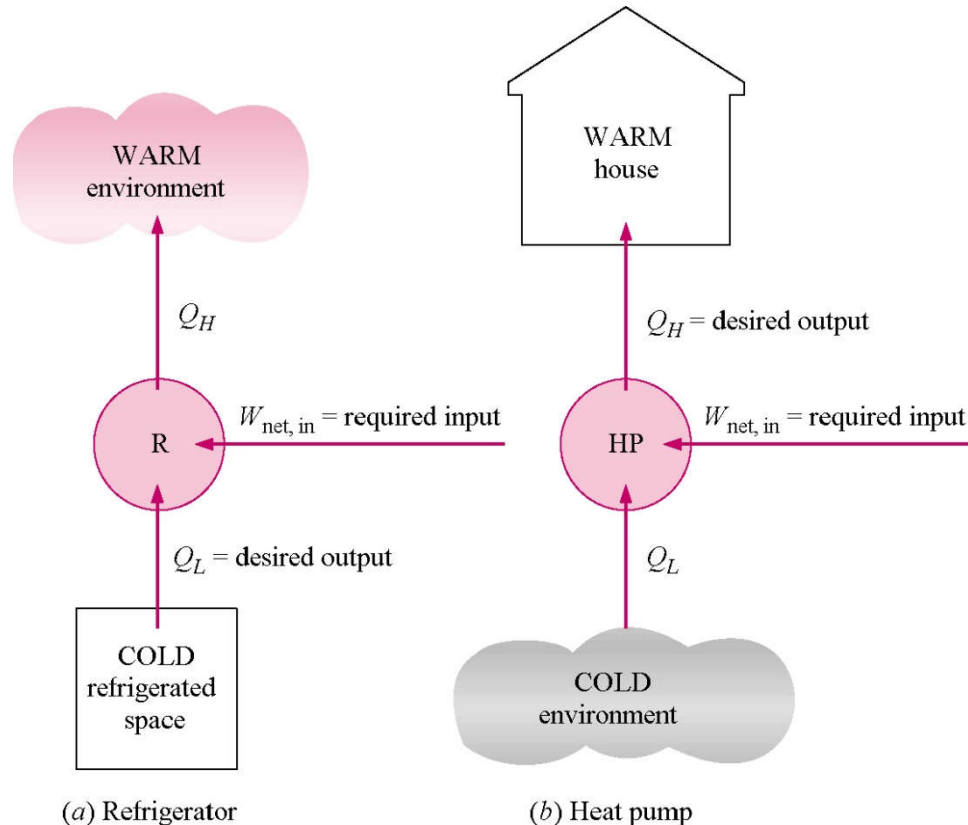 WARM
environment
Q_H
W_net, in = required input
R
Q_L = desired output
COLD
refrigerated
space
(a) Refrigerator
WARM
house
Q_H = desired output
W_net, in = required input
HP
Q_L
COLD
environment
(b) Heat pump